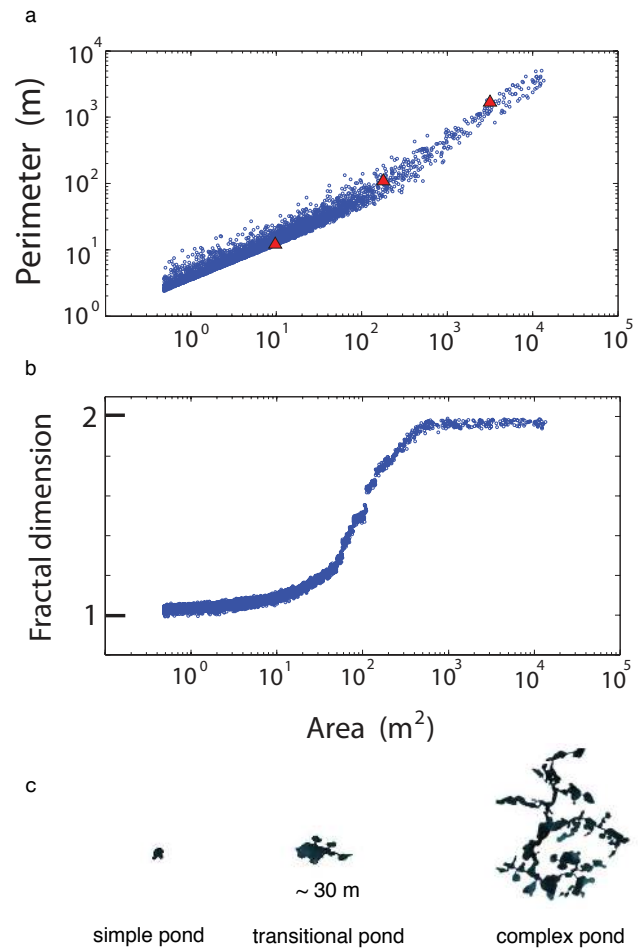 a
10^4
10^3
10^2
10^1
10^0
Perimeter (m)
10^0 10^1 10^2 10^3 10^4 10^5
b
2
1
Fractal dimension
10^0 10^1 10^2 10^3 10^4 10^5
Area (m^2)
c
~ 30 m
simple pond transitional pond complex pond